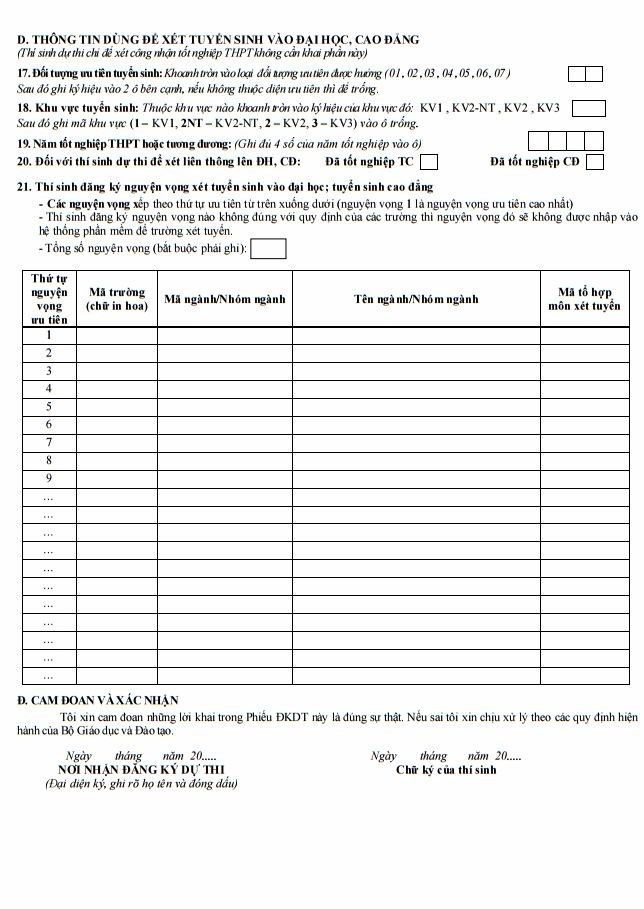 D. THÔNG TIN DÙNG ĐỂ XÉT TUYỂN SINH VÀO ĐẠI HỌC, CAO ĐẲNG
(Thí sinh dự thi chỉ để xét công nhận tốt nghiệp THPT không cần khai phần này)
17. Đối tượng ưu tiên tuyển sinh: Khoanh tròn vào loại đối tượng ưu tiên được hưởng (01, 02, 03, 04, 05, 06, 07)
Sau đó ghi ký hiệu vào 2 ô bên cạnh, nếu không thuộc diện ưu tiên thì để trống.
18. Khu vực tuyển sinh: Thuộc khu vực nào khoanh tròn vào ký hiệu của khu vực đó: KV1 , KV2-NT , KV2 , KV3
Sau đó ghi mã khu vực (1 – KV1, 2NT – KV2-NT, 2 – KV2, 3 – KV3) vào ô trống.
19. Năm tốt nghiệp THPT hoặc tương đương: (Ghi đủ 4 số của năm tốt nghiệp vào ô)
20. Đối với thí sinh dự thi để xét liên thông lên ĐH, CĐ: Đã tốt nghiệp TC Đã tốt nghiệp CĐ
21. Thí sinh đăng ký nguyện vọng xét tuyển sinh vào đại học; tuyển sinh cao đẳng
- Các nguyện vọng xếp theo thứ tự ưu tiên từ trên xuống dưới (nguyện vọng 1 là nguyện vọng ưu tiên cao nhất)
- Thí sinh đăng ký nguyện vọng nào không đúng với quy định của các trường thì nguyện vọng đó sẽ không được nhập vào
hệ thống phần mềm để trường xét tuyển.
- Tổng số nguyện vọng (bắt buộc phải ghi):
Thứ tự
nguyện
vọng
ưu tiên
Mã trường
(chữ in hoa)
Mã ngành/Nhóm ngành
Tên ngành/Nhóm ngành
Mã tổ hợp
môn xét tuyển
1
2
3
4
5
6
7
8
9
...
...
...
...
...
...
...
...
...
...
...
Đ. CAM ĐOAN VÀ XÁC NHẬN
Tôi xin cam đoan những lời khai trong Phiếu ĐKDT này là đúng sự thật. Nếu sai tôi xin chịu xử lý theo các quy định hiện
hành của Bộ Giáo dục và Đào tạo.
Ngày tháng năm 20..... Ngày tháng năm 20.....
NƠI NHẬN ĐĂNG KÝ DỰ THI Chữ ký của thí sinh
(Đại diện ký, ghi rõ họ tên và đóng dấu)